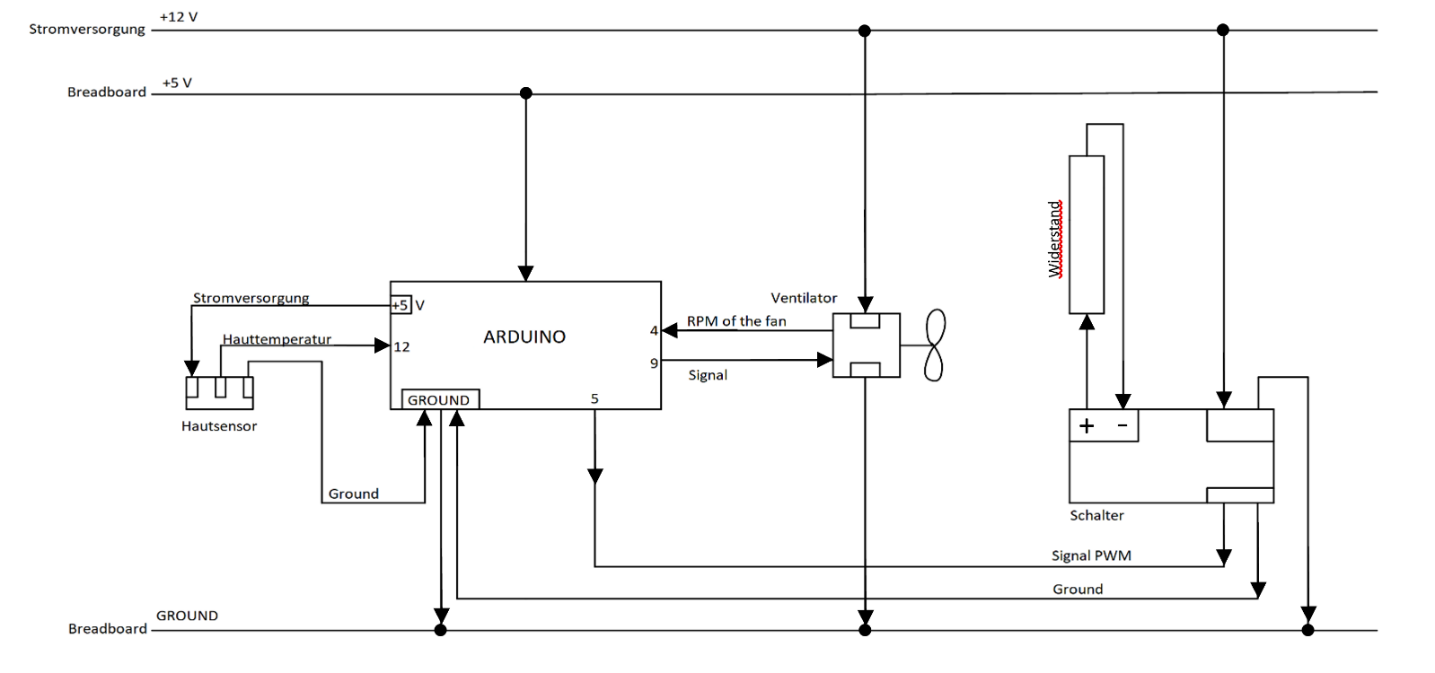 +12 V
Stromversorgung
+5 V
Breadboard
Widerstand
Stromversorgung
+5 V
Ventilator
RPM of the fan
4
ARDUINO
Hauttemperatur
12
9
Signal
GROUND
5
Hautsensor
+ -
Ground
Schalter
Signal PWM
Ground
GROUND
Breadboard